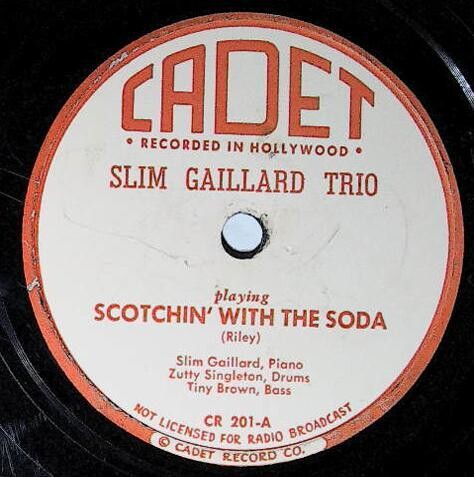 CADET
• RECORDED IN HOLLYWOOD •
SLIM GAILLARD TRIO
playing
SCOTCHIN' WITH THE SODA
(Riley)
Slim Gaillard, Piano
Zutty Singleton, Drums
Tiny Brown, Bass
CR 201-A
NOT LICENSED FOR RADIO BROADCAST
© CADET RECORD CO.